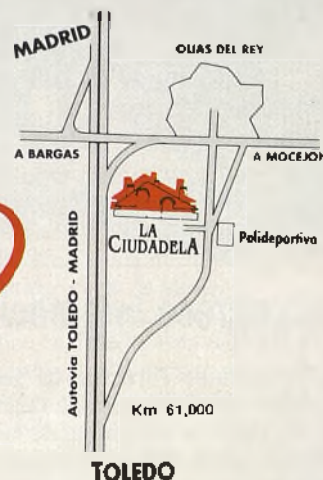 MADRID
OLIAS DEL REY
A BARGAS
A MOCEJON
LA
CIUDADELA
Polideportivo
Autovia TOLEDO - MADRID
Km 61,000
TOLEDO